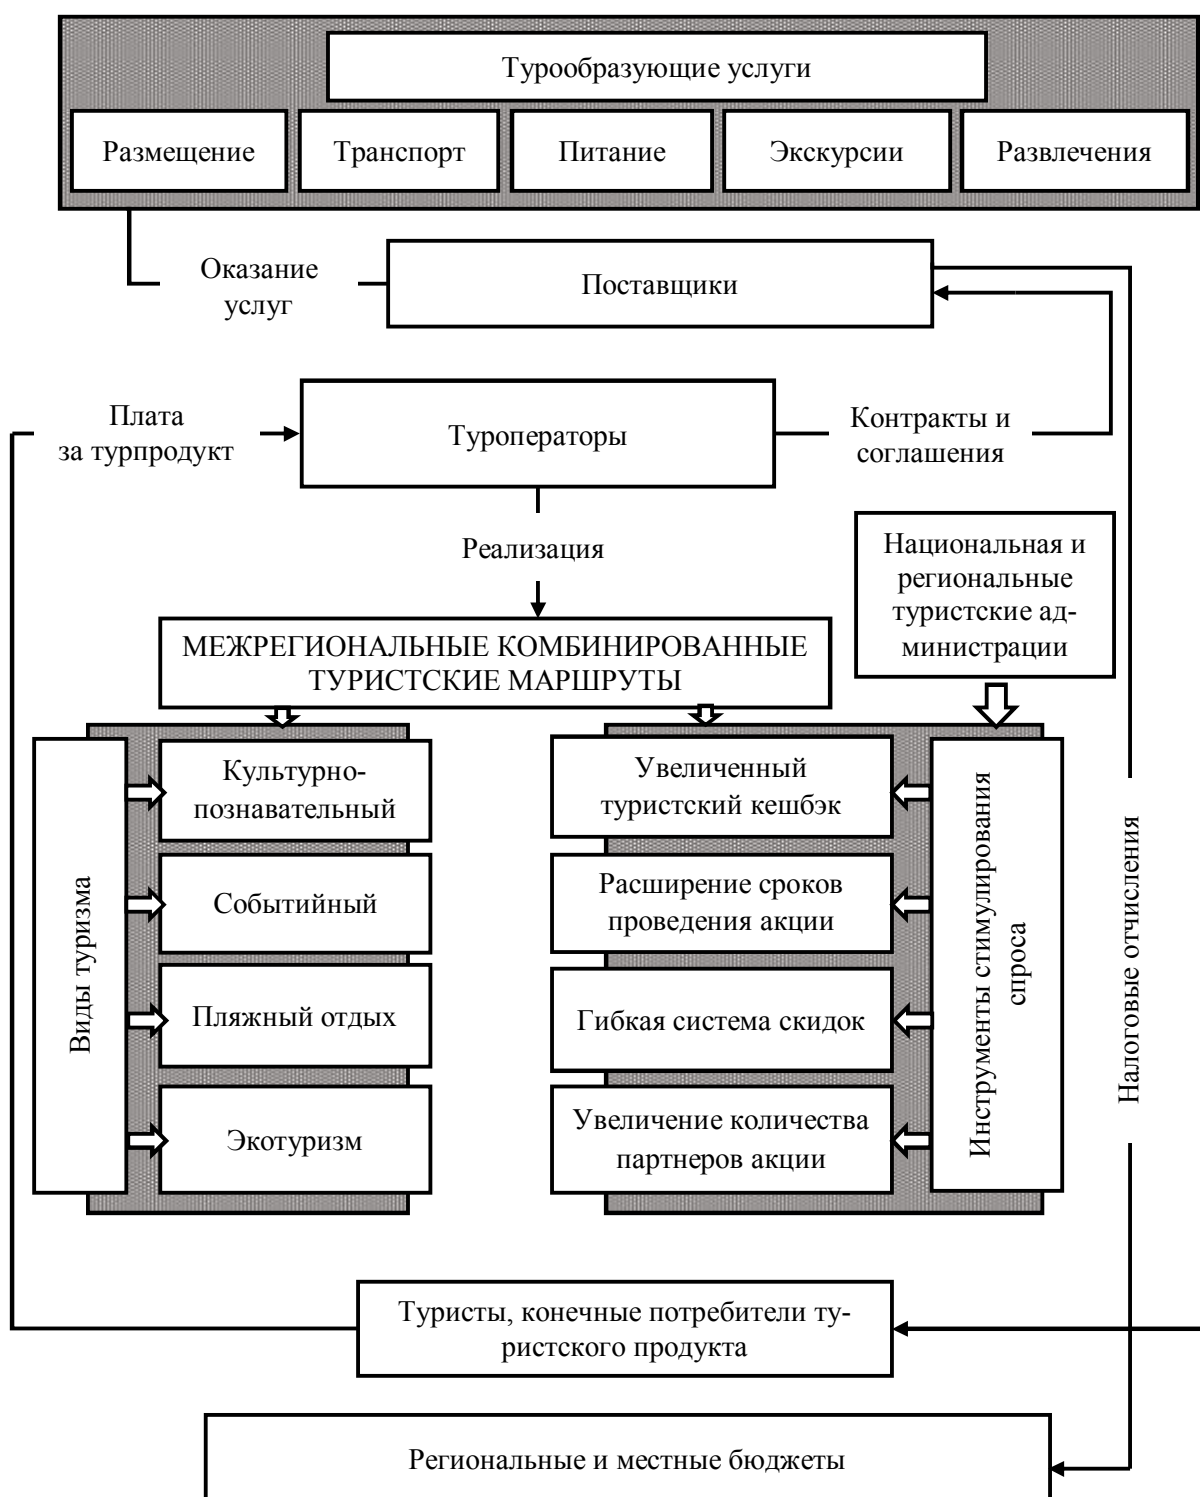 Турообразующие услуги
Размещение
Транспорт
Питание
Экскурсии
Развлечения
Оказание
услуг
Поставщики
Плата
за турпродукт
Туроператоры
Контракты и
соглашения
Реализация
Национальная и
региональные
туристские ад-
министрации
МЕЖРЕГИОНАЛЬНЫЕ КОМБИНИРОВАННЫЕ
ТУРИСТСКИЕ МАРШРУТЫ
Виды туризма
Культурно-
познавательный
Событийный
Пляжный отдых
Экотуризм
Увеличенный
туристский кешбэк
Расширение сроков
проведения акции
Гибкая система скидок
Увеличение количества
партнеров акции
Инструменты стимулирования
спроса
Налоговые отчисления
Туристы, конечные потребители ту-
ристского продукта
Региональные и местные бюджеты